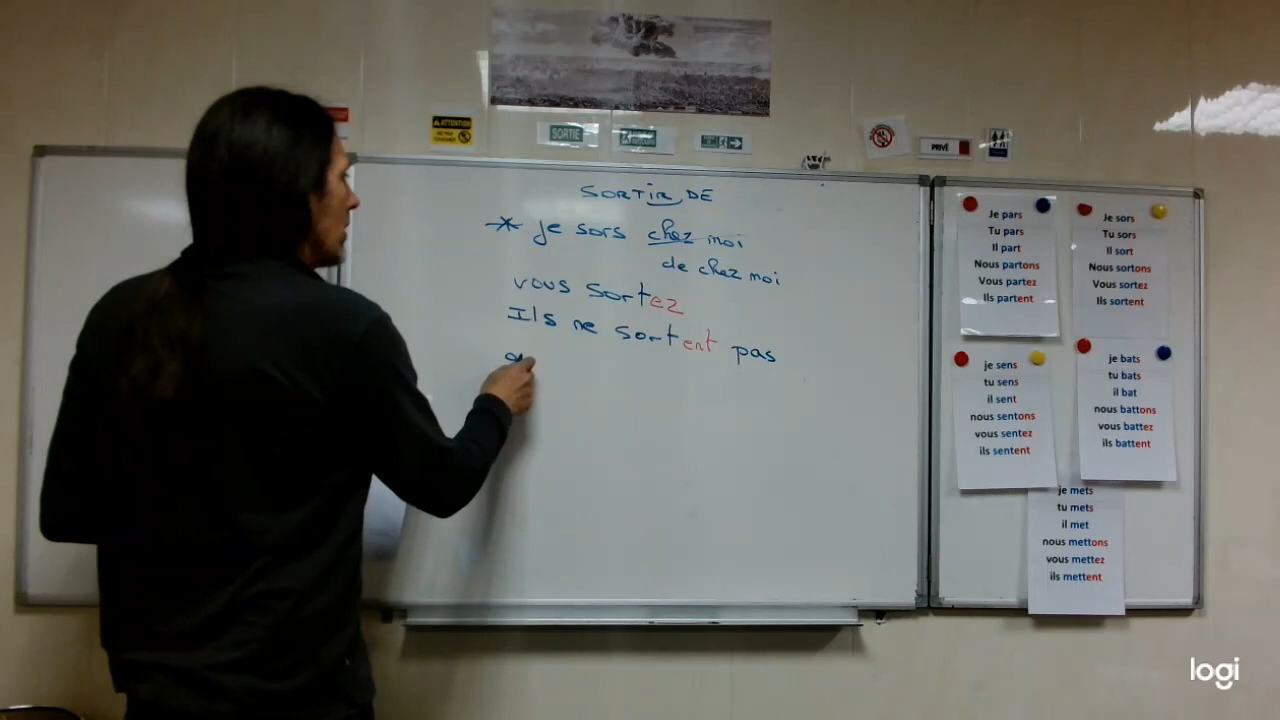 ATTENTION
SORTIE
PRIVÉ
SORTIR DE
* je sors chez moi
de chez moi
vous sortez
Ils ne sortent pas
Je pars
Tu pars
Il part
Nous partons
Vous partez
Ils partent
Je sors
Tu sors
Il sort
Nous sortons
Vous sortez
Ils sortent
je sens
tu sens
il sent
nous sentons
vous sentez
ils sentent
je bats
tu bats
il bat
nous battons
vous battez
ils battent
je mets
tu mets
il met
nous mettons
vous mettez
ils mettent
logi